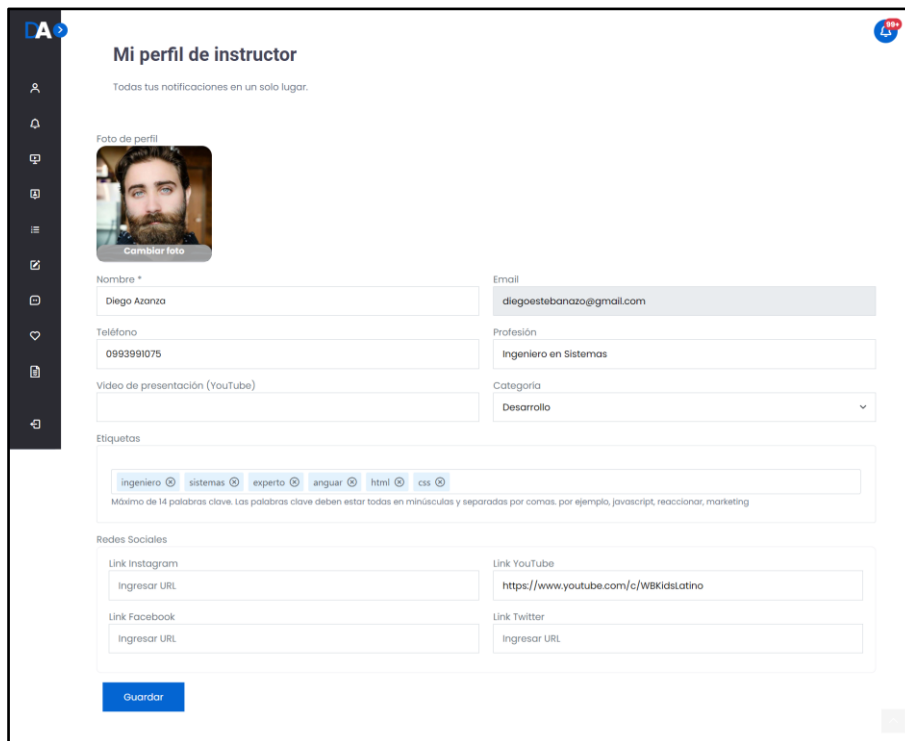 DA
99+
Mi perfil de instructor
Todas tus notificaciones en un solo lugar.
Foto de perfil
Cambiar foto
Nombre *
Email
Diego Azanza
diegoestebanazo@gmail.com
Teléfono
Profesión
0993991075
Ingeniero en Sistemas
Video de presentación (YouTube)
Categoría
Desarrollo
Etiquetas
ingeniero sistemas experto anguar html css
Máximo de 14 palabras clave. Las palabras clave deben estar todas en minúsculas y separadas por comas. por ejemplo, javascript, reaccionar, marketing
Redes Sociales
Link Instagram
Link YouTube
Ingresar URL
https://www.youtube.com/c/WBKidsLatino
Link Facebook
Link Twitter
Ingresar URL
Ingresar URL
Guardar